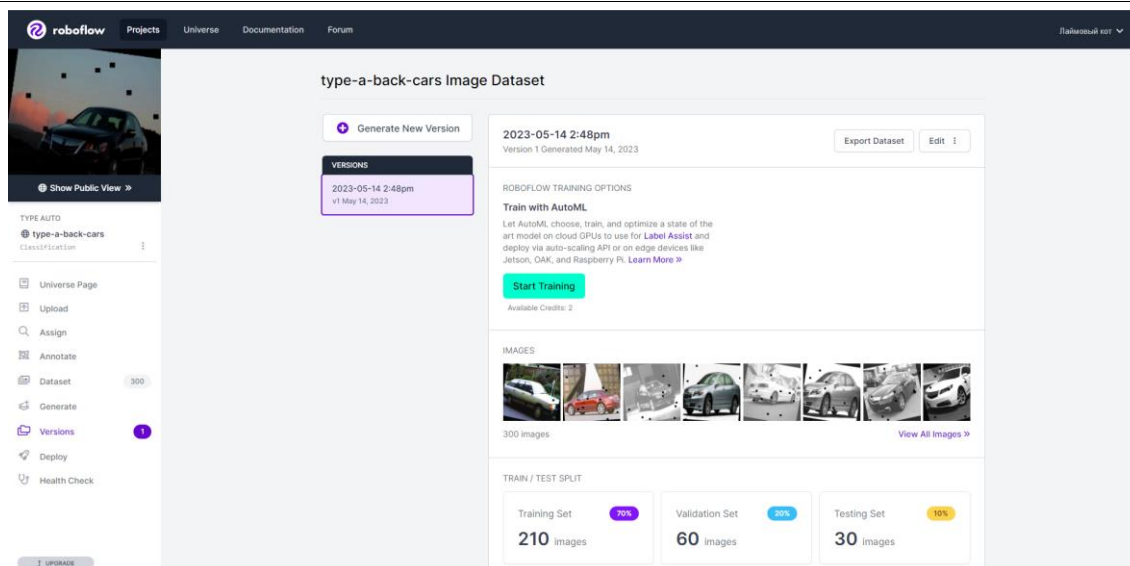 roboflow Projects Universe Documentation Forum Лаймовый кот
type-a-back-cars Image Dataset
Show Public View »
TYPE AUTO
type-a-back-cars
Classification
Universe Page
Upload
Assign
Annotate
Dataset 300
Generate
Versions 1
Deploy
Health Check
UPGRADE
Generate New Version
VERSIONS
2023-05-14 2:48pm
v1 May 14, 2023
2023-05-14 2:48pm
Version 1 Generated May 14, 2023
Export Dataset Edit
ROBOFLOW TRAINING OPTIONS
Train with AutoML
Let AutoML choose, train, and optimize a state of the
art model on cloud GPUs to use for Label Assist and
deploy via auto-scaling API or on edge devices like
Jetson, OAK, and Raspberry Pi. Learn More »
Start Training
Available Credits: 2
IMAGES
300 images View All Images »
TRAIN / TEST SPLIT
Training Set 70%
210 images
Validation Set 20%
60 images
Testing Set 10%
30 images